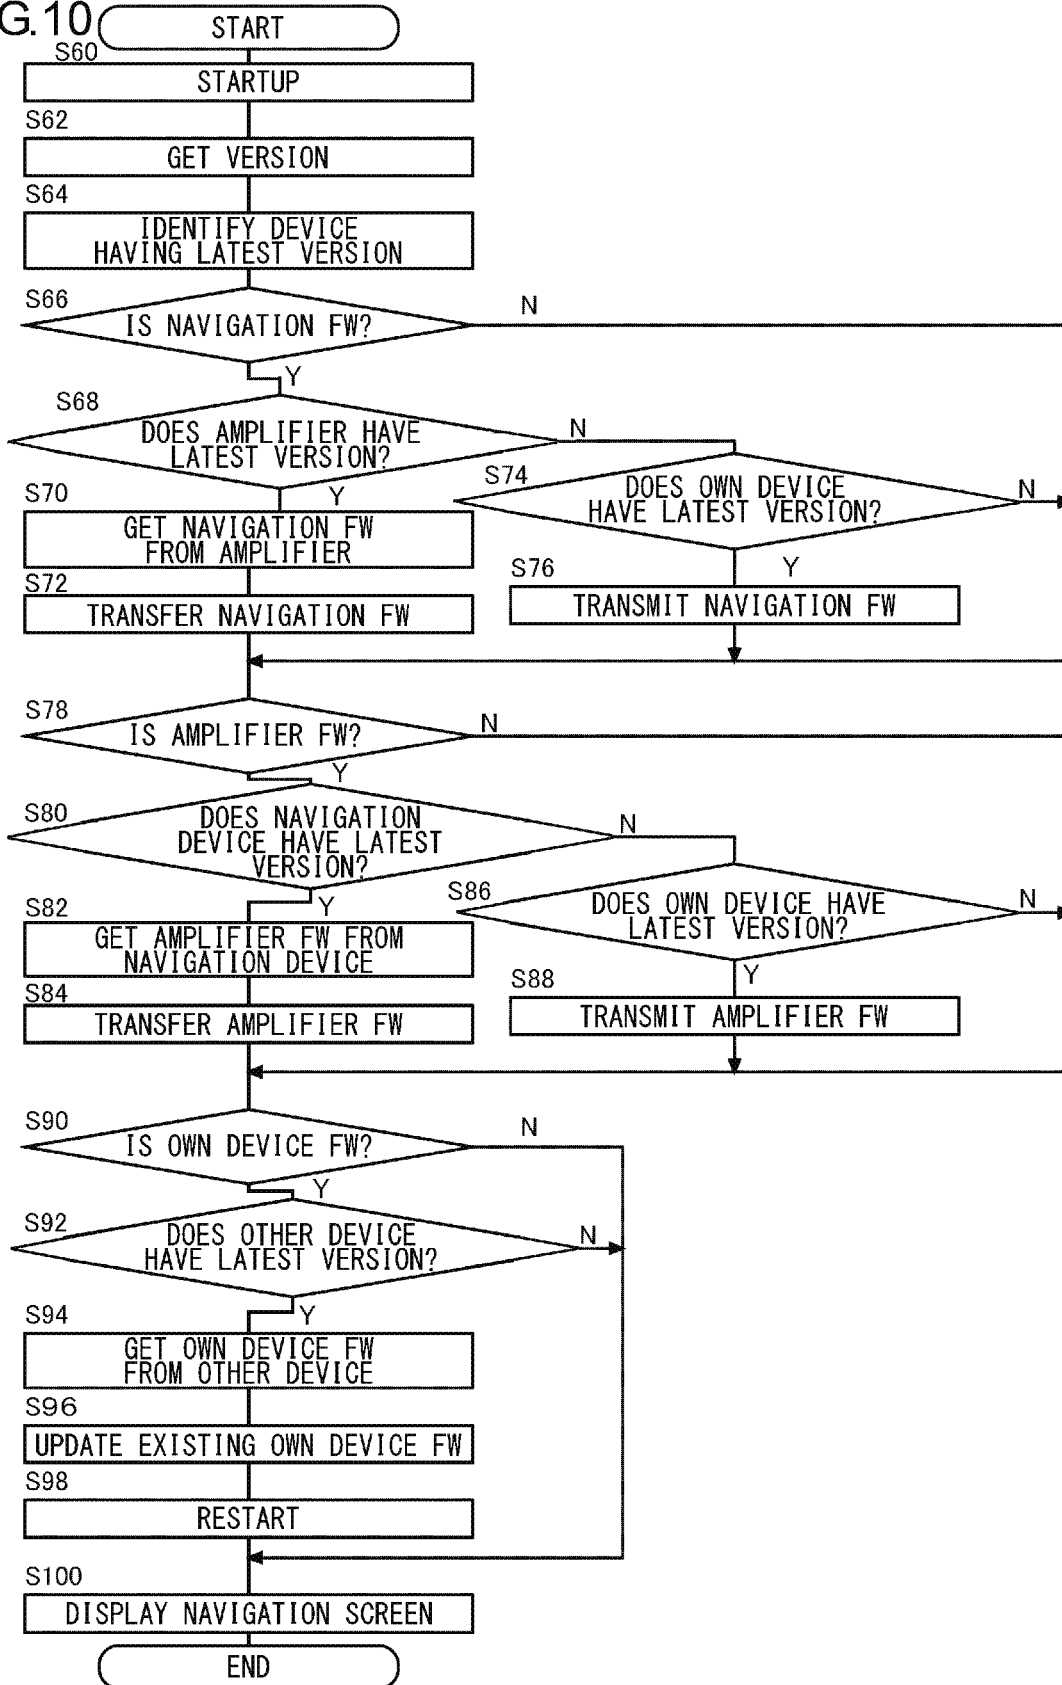 G.10
START
S60
STARTUP
S62
GET VERSION
S64
IDENTIFY DEVICE
HAVING LATEST VERSION
S66
IS NAVIGATION FW?
N
Y
S68
DOES AMPLIFIER HAVE
LATEST VERSION?
N
Y
S74
DOES OWN DEVICE
HAVE LATEST VERSION?
N
Y
S70
GET NAVIGATION FW
FROM AMPLIFIER
S72
TRANSFER NAVIGATION FW
S76
TRANSMIT NAVIGATION FW
S78
IS AMPLIFIER FW?
N
Y
S80
DOES NAVIGATION
DEVICE HAVE LATEST
VERSION?
N
Y
S86
DOES OWN DEVICE HAVE
LATEST VERSION?
N
Y
S82
GET AMPLIFIER FW FROM
NAVIGATION DEVICE
S84
TRANSFER AMPLIFIER FW
S88
TRANSMIT AMPLIFIER FW
S90
IS OWN DEVICE FW?
N
Y
S92
DOES OTHER DEVICE
HAVE LATEST VERSION?
N
Y
S94
GET OWN DEVICE FW
FROM OTHER DEVICE
S96
UPDATE EXISTING OWN DEVICE FW
S98
RESTART
S100
DISPLAY NAVIGATION SCREEN
END